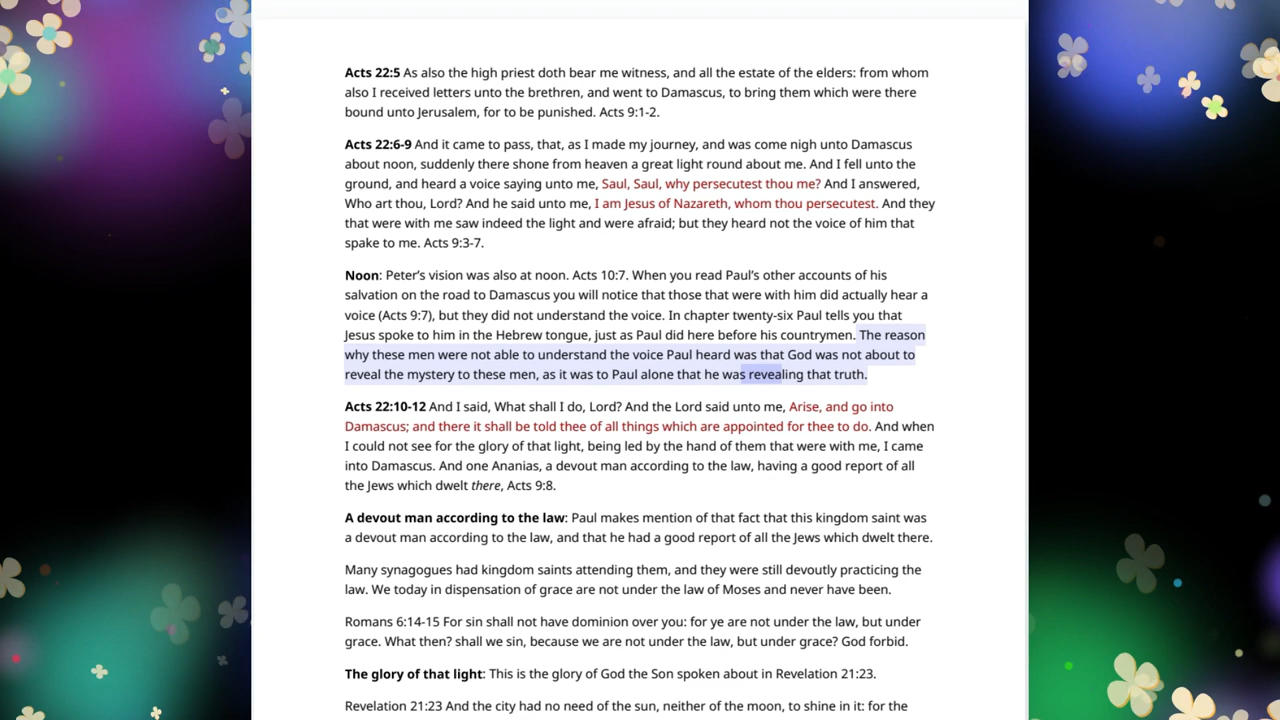 Acts 22:5 As also the high priest doth bear me witness, and all the estate of the elders: from whom
also I received letters unto the brethren, and went to Damascus, to bring them which were there
bound unto Jerusalem, for to be punished. Acts 9:1-2.
Acts 22:6-9 And it came to pass, that, as I made my journey, and was come nigh unto Damascus
about noon, suddenly there shone from heaven a great light round about me. And I fell unto the
ground, and heard a voice saying unto me, Saul, Saul, why persecutest thou me? And I answered,
Who art thou, Lord? And he said unto me, I am Jesus of Nazareth, whom thou persecutest. And they
that were with me saw indeed the light and were afraid; but they heard not the voice of him that
spake to me. Acts 9:3-7.
Noon: Peter’s vision was also at noon. Acts 10:7. When you read Paul’s other accounts of his
salvation on the road to Damascus you will notice that those that were with him did actually hear a
voice (Acts 9:7), but they did not understand the voice. In chapter twenty-six Paul tells you that
Jesus spoke to him in the Hebrew tongue, just as Paul did here before his countrymen. The reason
why these men were not able to understand the voice Paul heard was that God was not about to
reveal the mystery to these men, as it was to Paul alone that he was revealing that truth.
Acts 22:10-12 And I said, What shall I do, Lord? And the Lord said unto me, Arise, and go into
Damascus; and there it shall be told thee of all things which are appointed for thee to do. And when
I could not see for the glory of that light, being led by the hand of them that were with me, I came
into Damascus. And one Ananias, a devout man according to the law, having a good report of all
the Jews which dwelt there, Acts 9:8.
A devout man according to the law: Paul makes mention of that fact that this kingdom saint was
a devout man according to the law, and that he had a good report of all the Jews which dwelt there.
Many synagogues had kingdom saints attending them, and they were still devoutly practicing the
law. We today in dispensation of grace are not under the law of Moses and never have been.
Romans 6:14-15 For sin shall not have dominion over you: for ye are not under the law, but under
grace. What then? shall we sin, because we are not under the law, but under grace? God forbid.
The glory of that light: This is the glory of God the Son spoken about in Revelation 21:23.
Revelation 21:23 And the city had no need of the sun, neither of the moon, to shine in it: for the